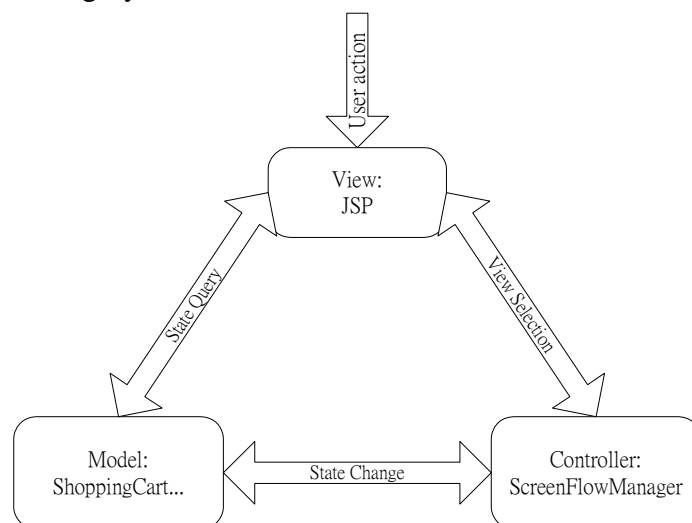 User action
View:
JSP
State Query
View Selection
Model:
ShoppingCart...
State Change
Controller:
ScreenFlowManager